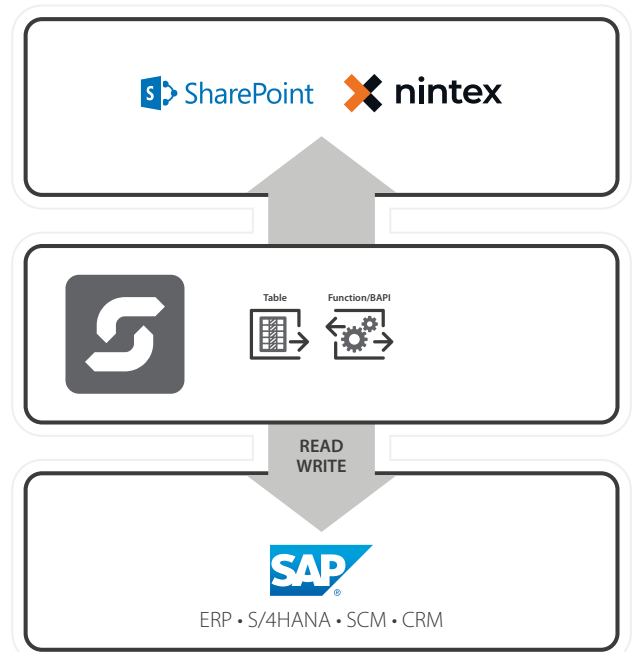 S SharePoint nintex
Table Function/BAPI
READ
WRITE
SAP®
ERP • S/4HANA • SCM • CRM